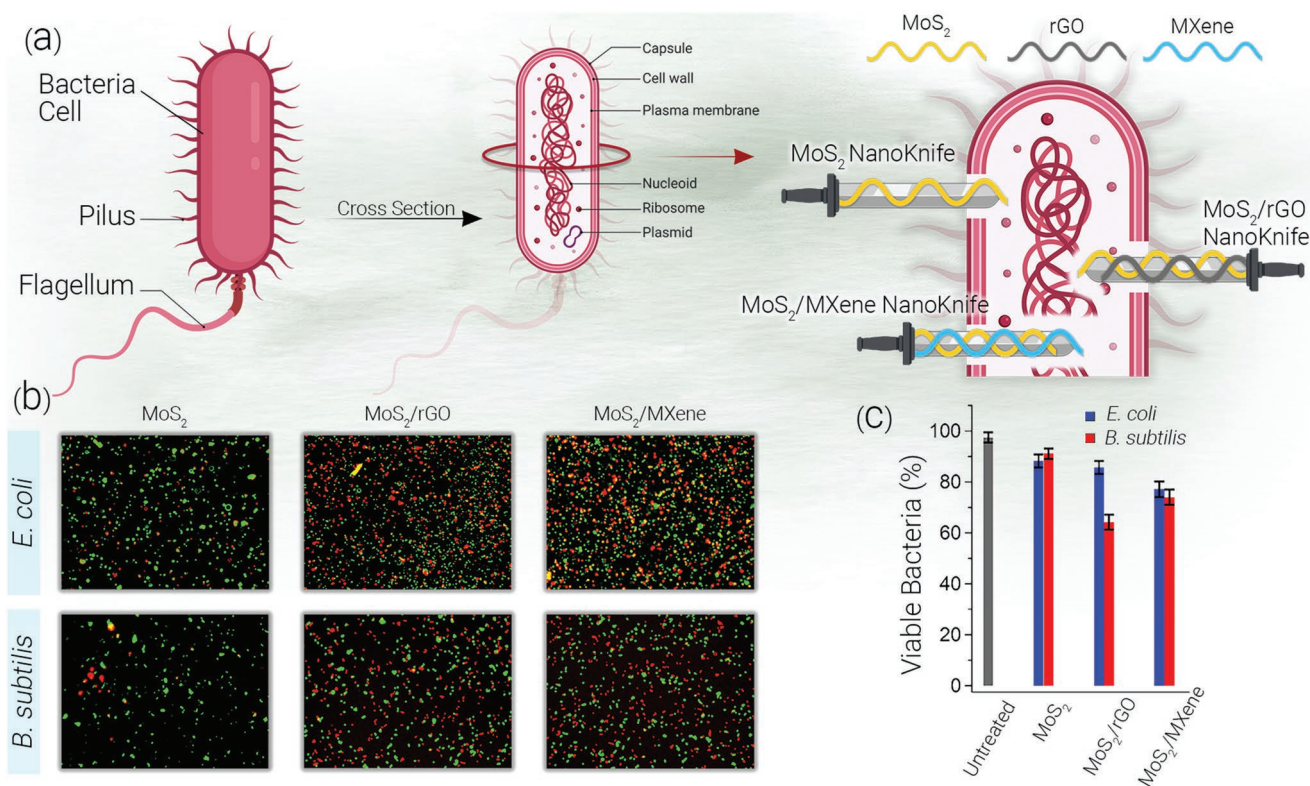 (a)
Bacteria
Cell
Pilus
Flagellum
Cross Section
Capsule
Cell wall
Plasma membrane
Nucleoid
Ribosome
Plasmid
MoS₂
rGO
MXene
MoS₂ NanoKnife
MoS₂/rGO
NanoKnife
MoS₂/MXene NanoKnife
(b)
MoS₂
MoS₂/rGO
MoS₂/MXene
E. coli
B. subtilis
(C)
E. coli
B. subtilis
Viable Bacteria (%)
100
80
60
40
20
0
Untreated
MoS₂
MoS₂/rGO
MoS₂/MXene